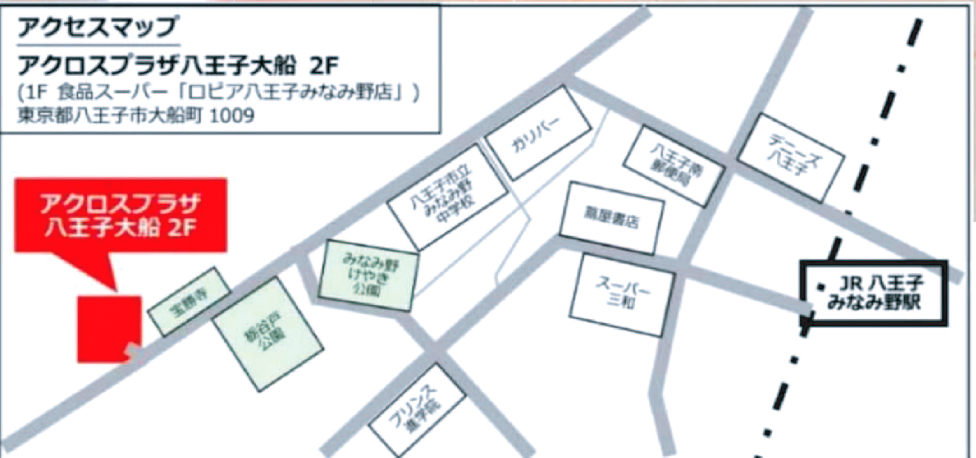 アクセスマップ
アクロスプラザ八王子大船 2F
(1F 食品スーパー「ロピア八王子みなみ野店」)
東京都八王子市大船町 1009
アクロスプラザ
八王子大船 2F
宝勝寺
栃谷戸
公園
みなみ野
けやき
公園
八王子市立
みなみ野
中学校
ガリバー
八王子南
郵便局
デニーズ
八王子
蔦屋書店
スーパー
三和
プリンス
進学院
JR 八王子
みなみ野駅